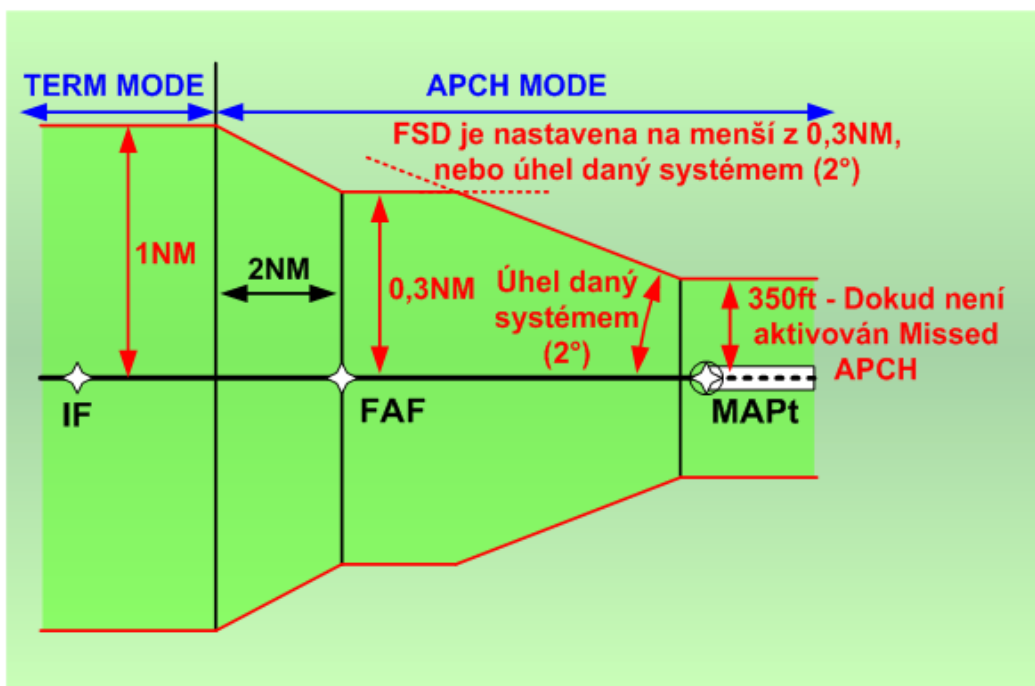 TERM MODE
APCH MODE
FSD je nastavena na menší z 0,3NM,
nebo úhel daný systémem (2°)
1NM
2NM
0,3NM
Úhel daný
systémem
(2°)
350ft - Dokud není
aktivován Missed
APCH
IF
FAF
MAPt